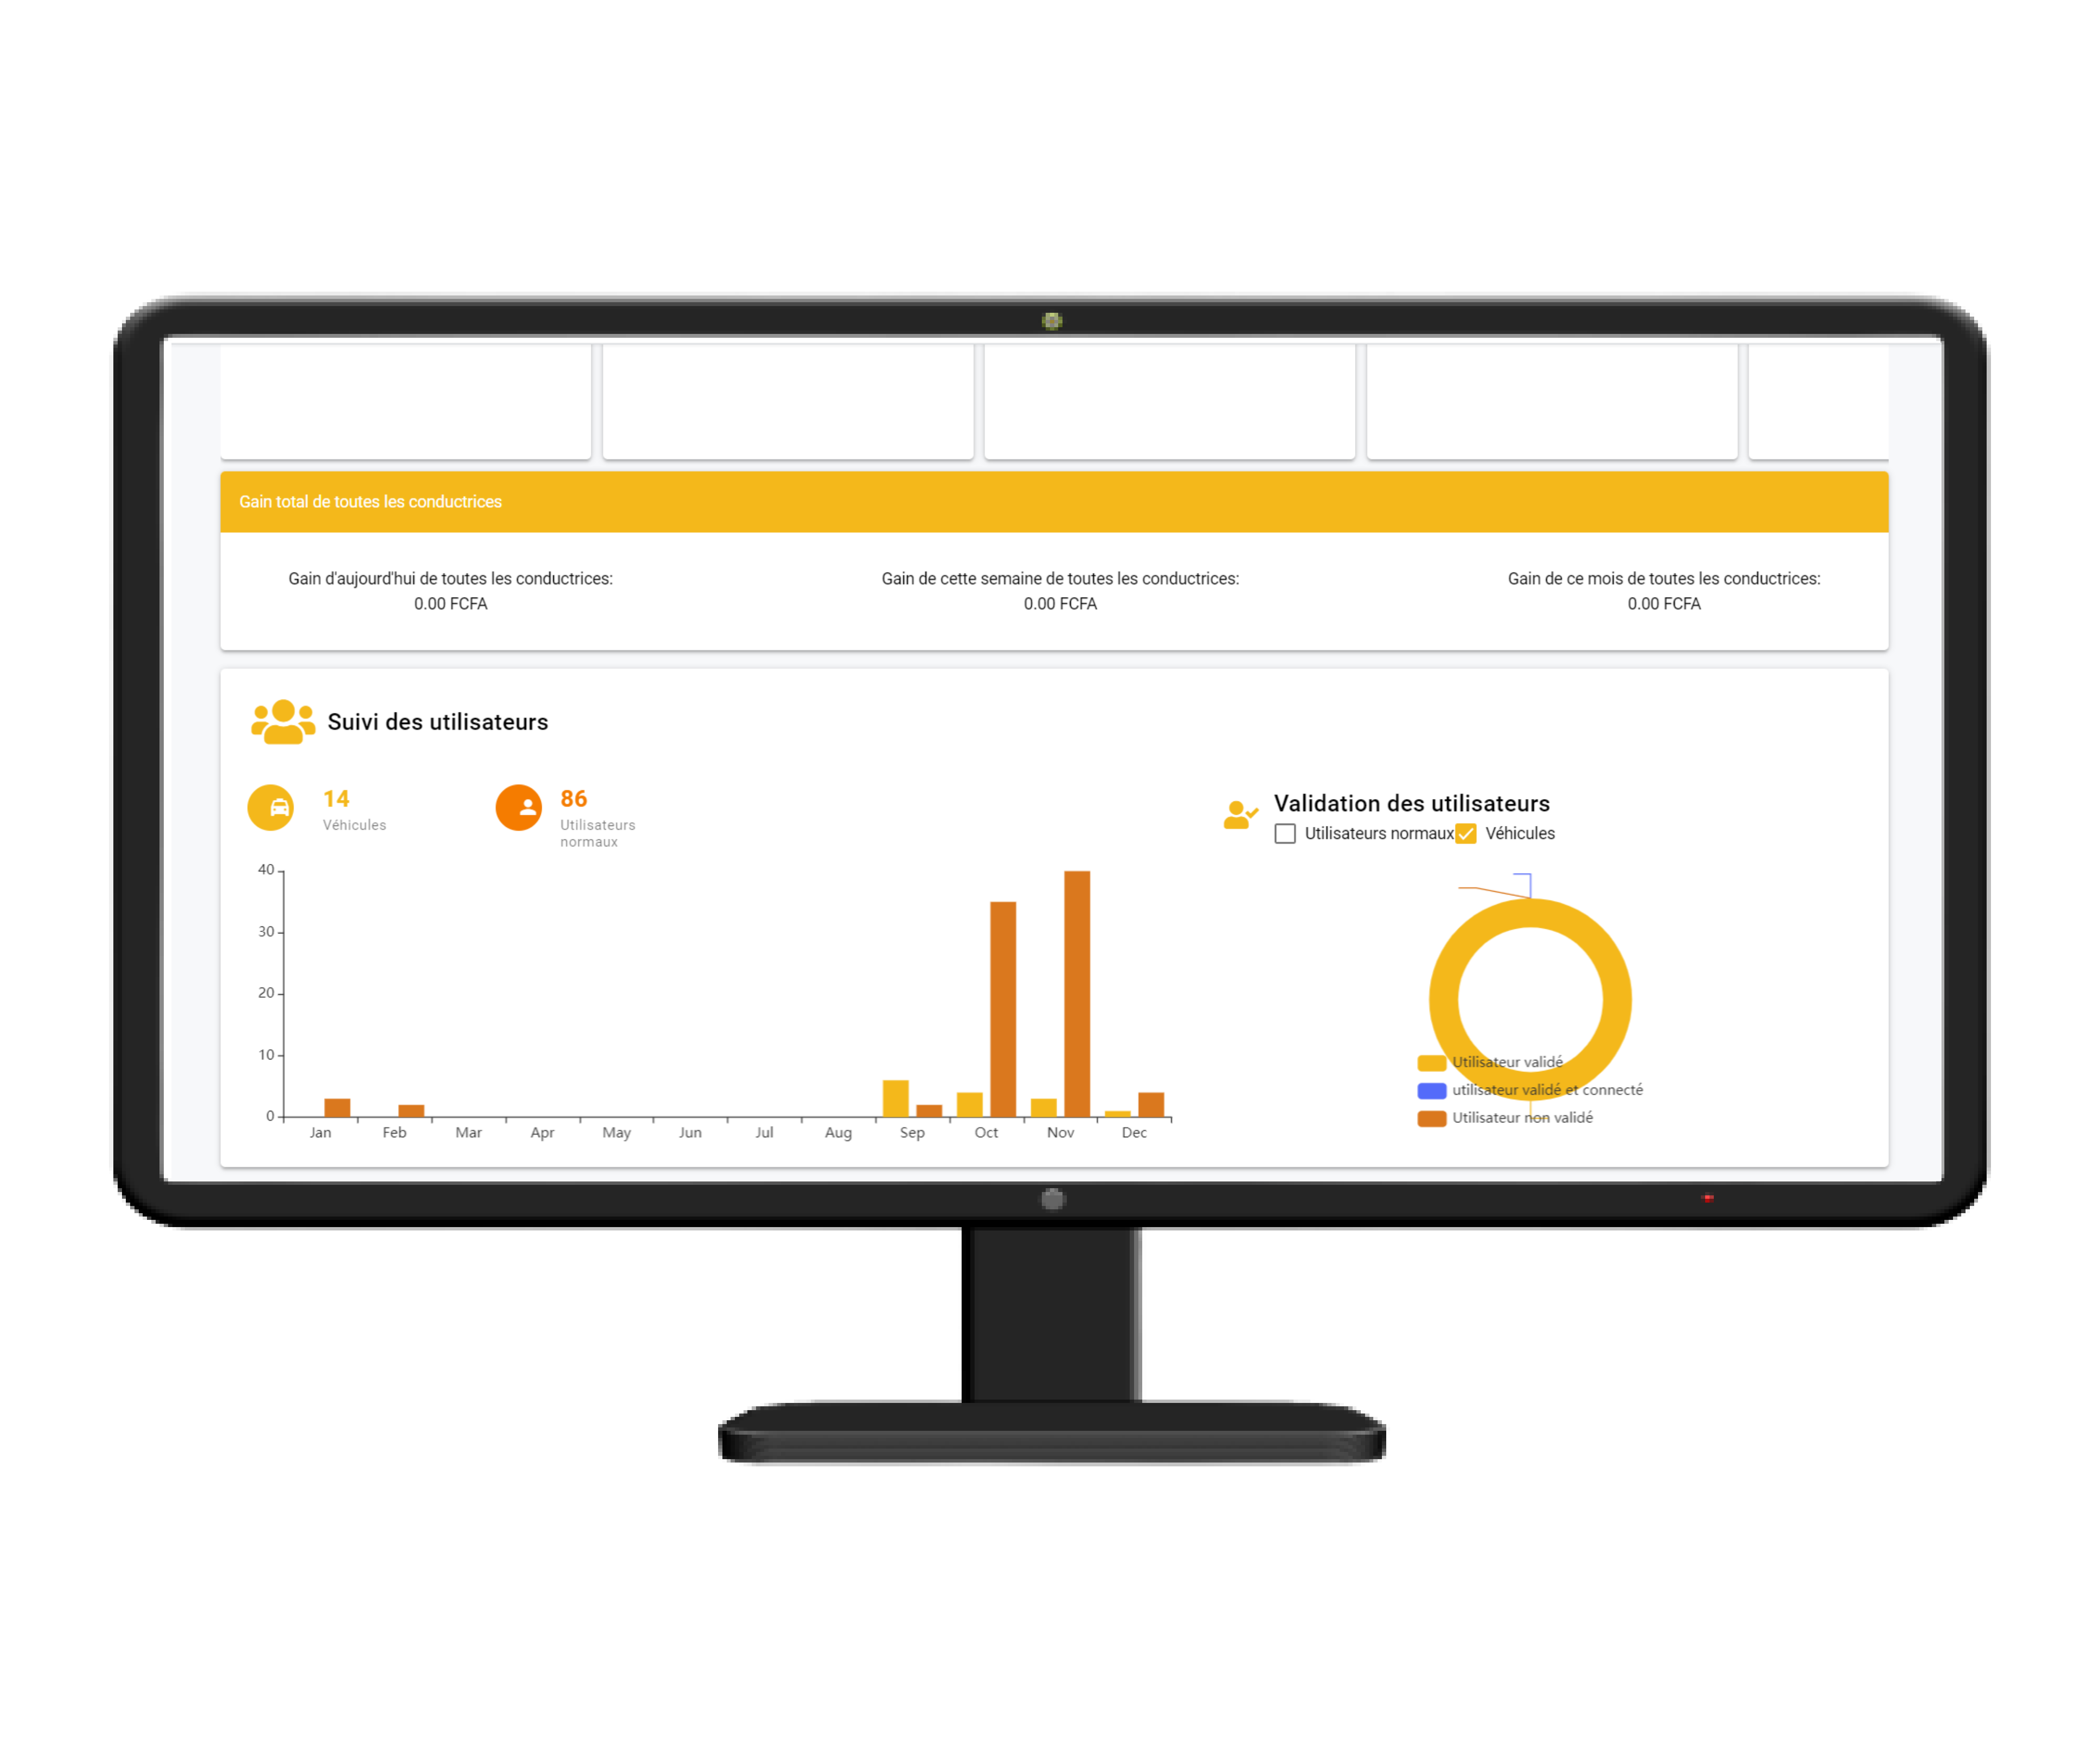 Gain total de toutes les conductrices
Gain d'aujourd'hui de toutes les conductrices:
0.00 FCFA
Gain de cette semaine de toutes les conductrices:
0.00 FCFA
Gain de ce mois de toutes les conductrices:
0.00 FCFA
Suivi des utilisateurs
14
Véhicules
86
Utilisateurs
normaux
40
30
20
10
0
Jan Feb Mar Apr May Jun Jul Aug Sep Oct Nov Dec
Validation des utilisateurs
Utilisateurs normaux Véhicules
Utilisateur validé
utilisateur validé et connecté
Utilisateur non validé